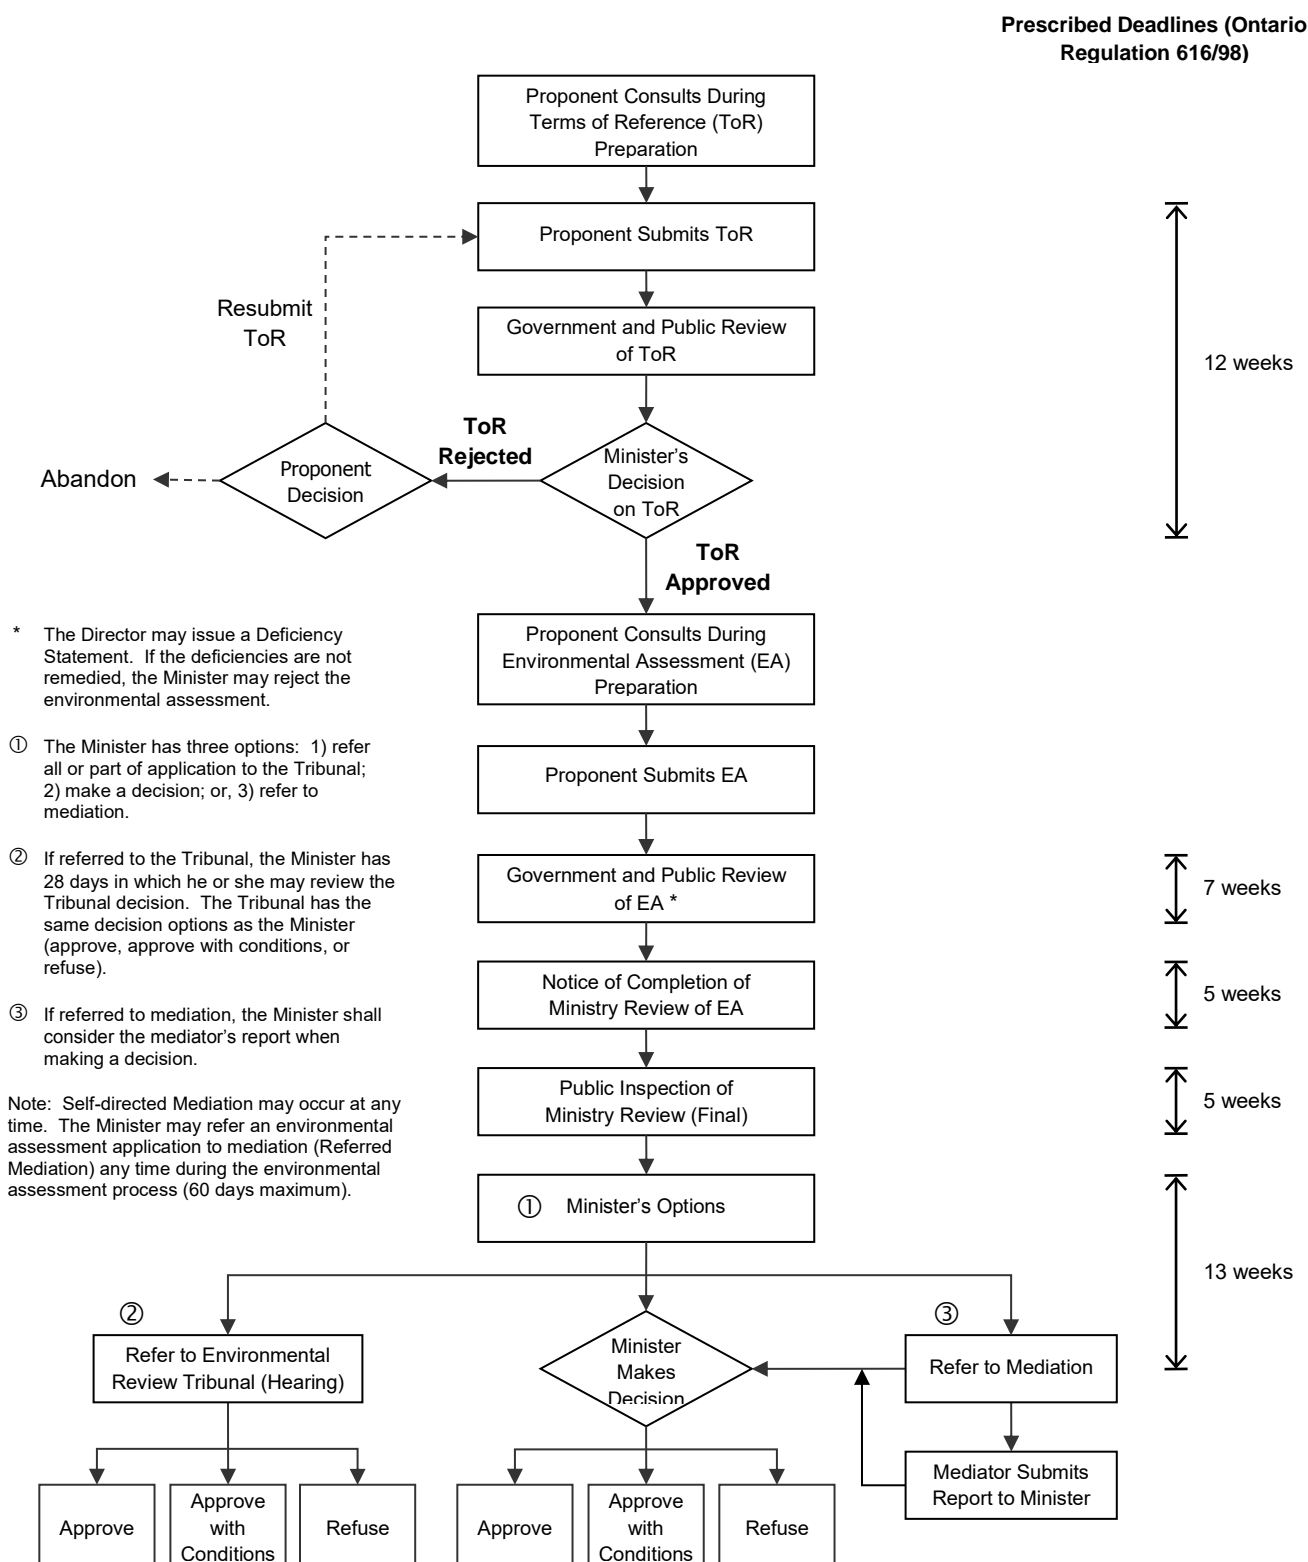 Prescribed Deadlines (Ontario
Regulation 616/98)
Proponent Consults During
Terms of Reference (ToR)
Preparation
Proponent Submits ToR
Resubmit
ToR
Government and Public Review
of ToR
12 weeks
ToR
Rejected
Minister's
Decision
on ToR
Proponent
Decision
Abandon
ToR
Approved
Proponent Consults During
Environmental Assessment (EA)
Preparation
* The Director may issue a Deficiency
Statement. If the deficiencies are not
remedied, the Minister may reject the
environmental assessment.
① The Minister has three options: 1) refer
all or part of application to the Tribunal;
2) make a decision; or, 3) refer to
mediation.
② If referred to the Tribunal, the Minister has
28 days in which he or she may review the
Tribunal decision. The Tribunal has the
same decision options as the Minister
(approve, approve with conditions, or
refuse).
③ If referred to mediation, the Minister shall
consider the mediator's report when
making a decision.
Note: Self-directed Mediation may occur at any
time. The Minister may refer an environmental
assessment application to mediation (Referred
Mediation) any time during the environmental
assessment process (60 days maximum).
Proponent Submits EA
Government and Public Review
of EA *
7 weeks
Notice of Completion of
Ministry Review of EA
5 weeks
Public Inspection of
Ministry Review (Final)
5 weeks
① Minister's Options
13 weeks
②
Refer to Environmental
Review Tribunal (Hearing)
Minister
Makes
Decision
③
Refer to Mediation
Mediator Submits
Report to Minister
Approve
Approve
with
Conditions
Refuse
Approve
Approve
with
Conditions
Refuse